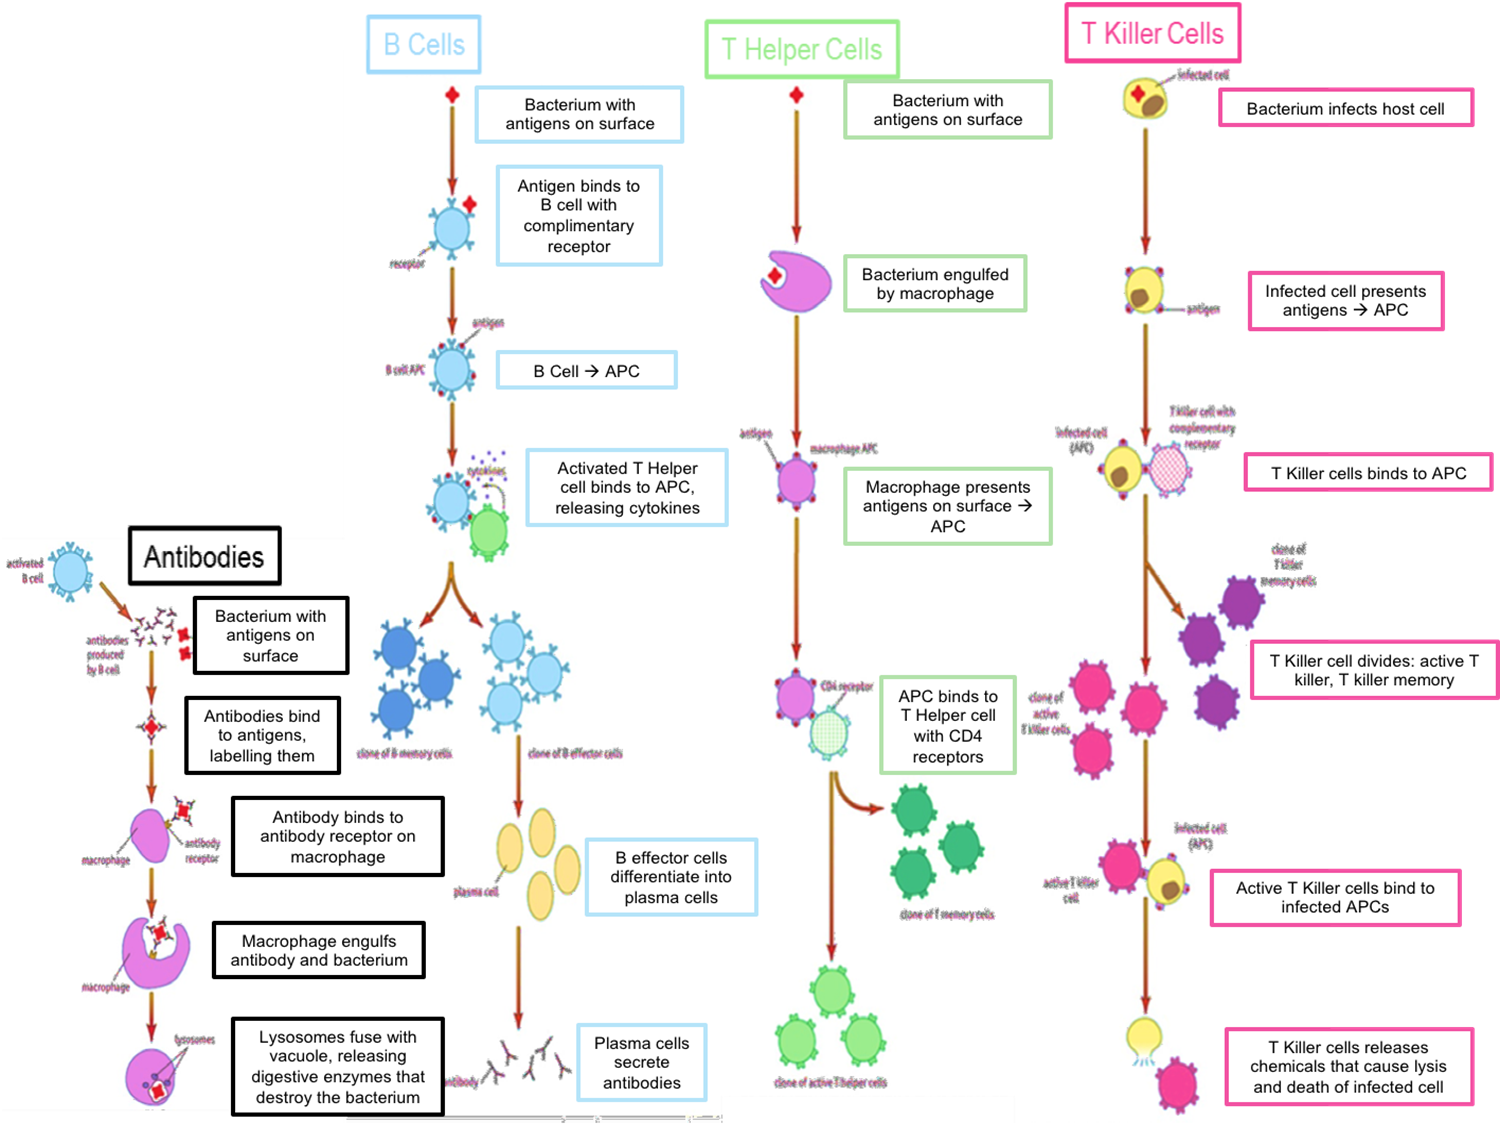 B Cells
Bacterium with
antigens on surface
Antigen binds to
B cell with
complimentary
receptor
receptor
antigen
B cell APC
B Cell → APC
cytokines
Activated T Helper
cell binds to APC,
releasing cytokines
clone of B memory cells
clone of B effector cells
plasma cell
B effector cells
differentiate into
plasma cells
antibody
Plasma cells
secrete
antibodies
Antibodies
activated
B cell
antibodies
produced
by B cell
Bacterium with
antigens on
surface
Antibodies bind
to antigens,
labelling them
macrophage
antibody
receptor
Antibody binds to
antibody receptor on
macrophage
macrophage
Macrophage engulfs
antibody and bacterium
lysosomes
Lysosomes fuse with
vacuole, releasing
digestive enzymes that
destroy the bacterium
T Helper Cells
Bacterium with
antigens on surface
Bacterium engulfed
by macrophage
antigen
macrophage APC
Macrophage presents
antigens on surface →
APC
CD4 receptor
APC binds to
T Helper cell
with CD4
receptors
clone of T memory cells
clone of active T helper cells
T Killer Cells
infected cell
Bacterium infects host cell
antigen
Infected cell presents
antigens → APC
infected cell
(APC)
T killer cell with
complementary
receptor
T Killer cells binds to APC
clone of
T killer
memory cells
clone of
active
T killer cells
T Killer cell divides: active T
killer, T killer memory
infected cell
(APC)
active T killer
cell
Active T Killer cells bind to
infected APCs
T Killer cells releases
chemicals that cause lysis
and death of infected cell